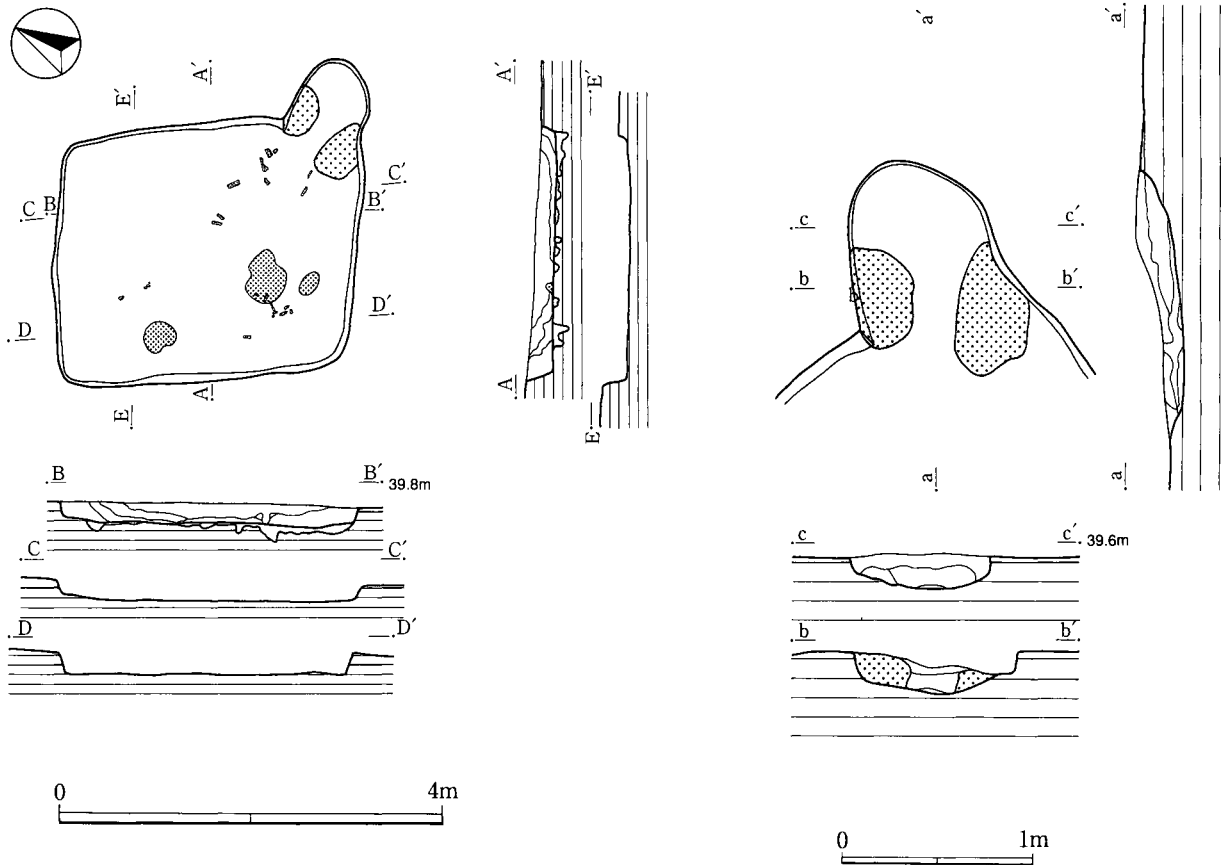 A′
E′
C′
C B
B′
D
D′
A
E
A′
E′
A
E
B
B′ 39.8m
C
C′
D
D′
0 4m
a′
a′
c
c′
b
b′
a
a
c
c′ 39.6m
b
b′
0 1m